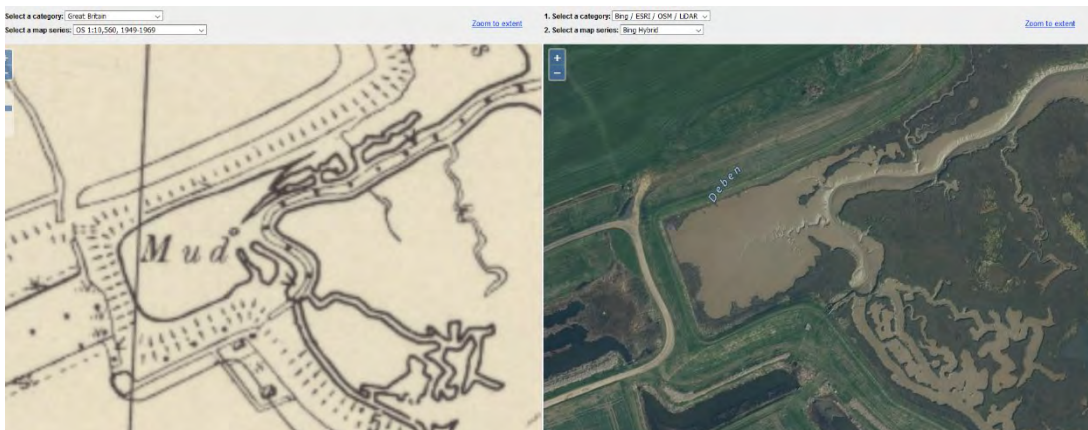 Select a category: Great Britain
Select a map series: OS 1:10,560, 1949-1969
Zoom to extent
+
−
Mud
1. Select a category: Bing / ESRI / OSM / LiDAR
2. Select a map series: Bing Hybrid
Zoom to extent
+
−
Deben